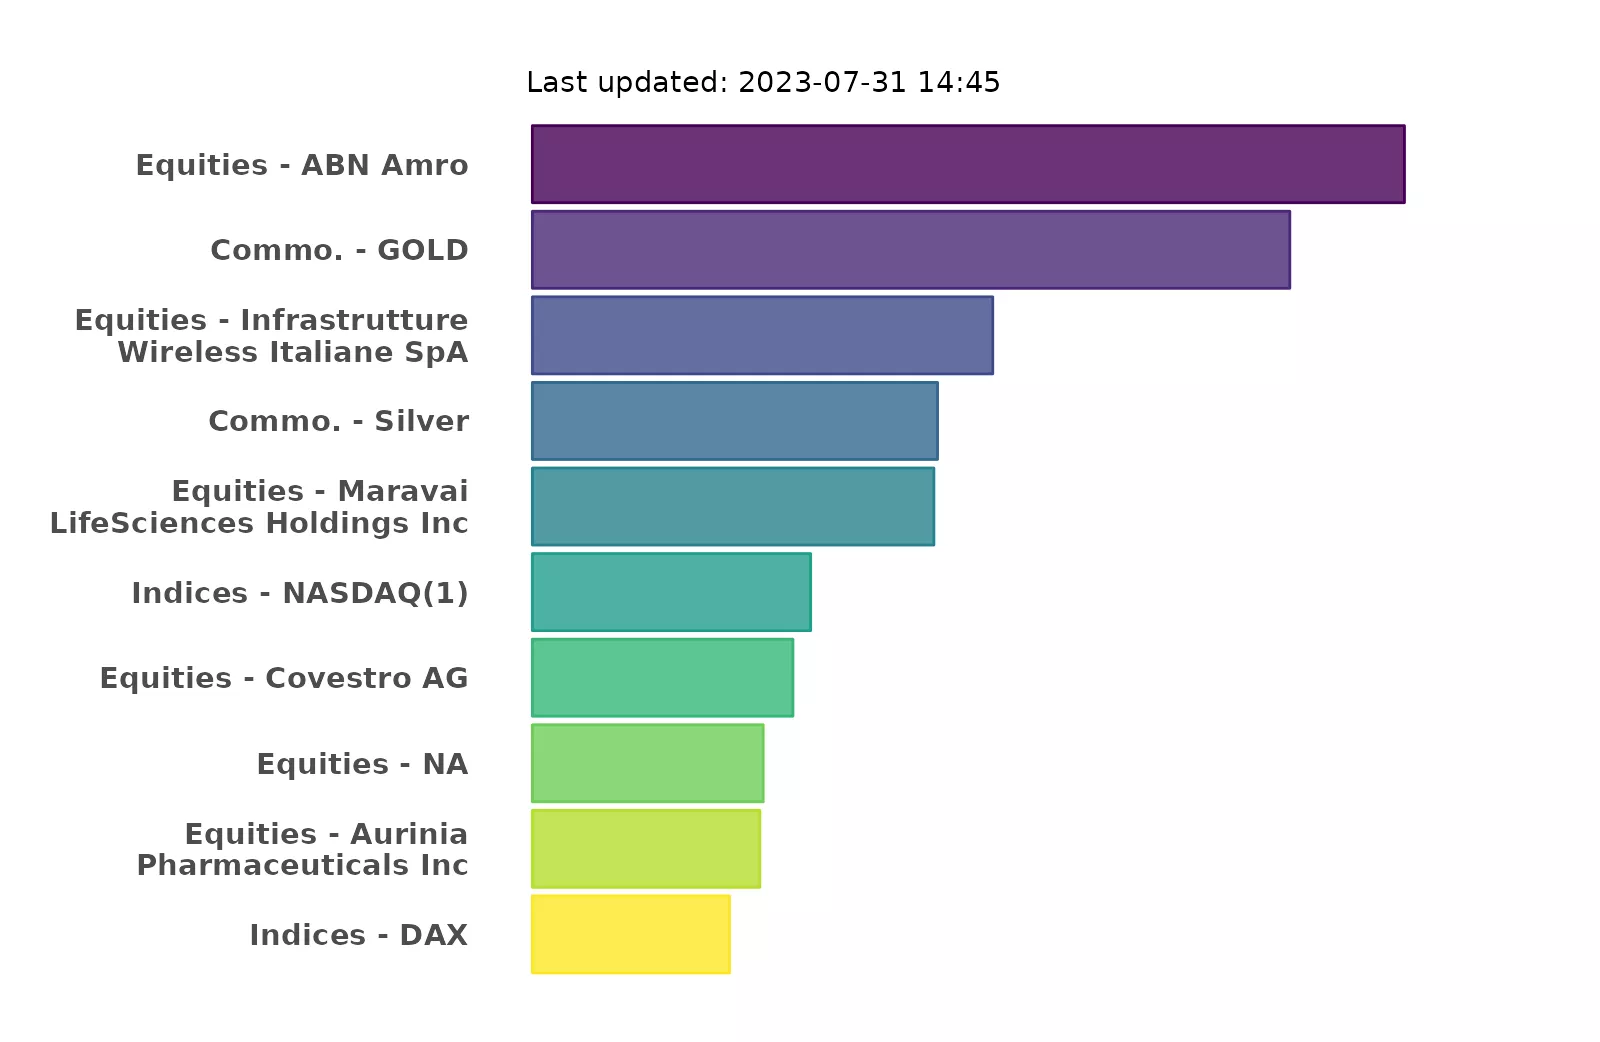 Last updated: 2023-07-31 14:45
Equities - ABN Amro
Commo. - GOLD
Equities - Infrastrutture
Wireless Italiane SpA
Commo. - Silver
Equities - Maravai
LifeSciences Holdings Inc
Indices - NASDAQ(1)
Equities - Covestro AG
Equities - NA
Equities - Aurinia
Pharmaceuticals Inc
Indices - DAX